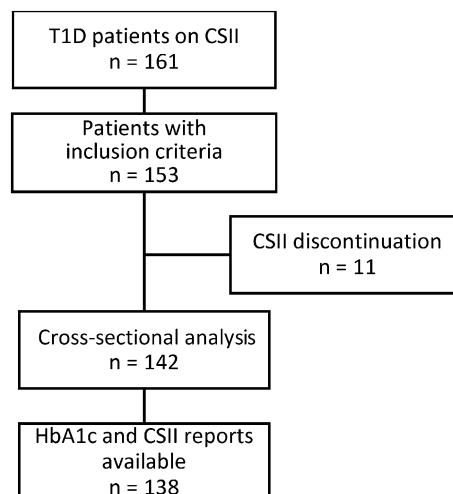 T1D patients on CSII
n = 161
Patients with
inclusion criteria
n = 153
CSII discontinuation
n = 11
Cross-sectional analysis
n = 142
HbA1c and CSII reports
available
n = 138